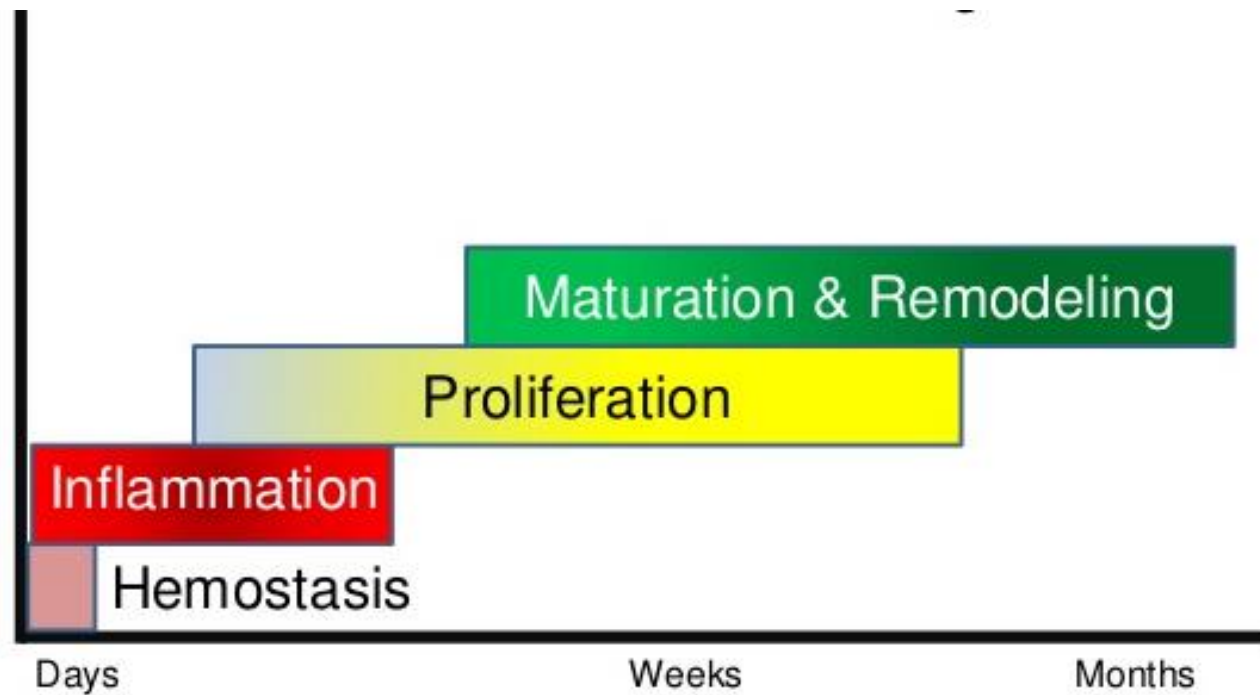 Maturation & Remodeling
Proliferation
Inflammation
Hemostasis
Days Weeks Months